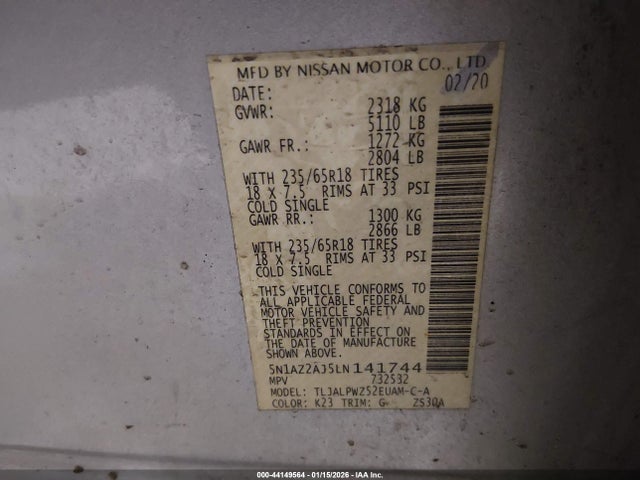 MFD BY NISSAN MOTOR CO., LTD.
DATE: 02/20
GVWR: 2318 KG
5110 LB
GAWR FR.: 1272 KG
2804 LB
WITH 235/65R18 TIRES
18 X 7.5 RIMS AT 33 PSI
COLD SINGLE
GAWR RR.: 1300 KG
2866 LB
WITH 235/65R18 TIRES
18 X 7.5 RIMS AT 33 PSI
COLD SINGLE
THIS VEHICLE CONFORMS TO
ALL APPLICABLE FEDERAL
MOTOR VEHICLE SAFETY AND
THEFT PREVENTION
STANDARDS IN EFFECT ON
THE DATE OF MANUFACTURE
SHOWN ABOVE.
5N1AZ2AJ5LN141744
MPV 732532
MODEL: TLJALPWZ52EUAM-C-A
COLOR: K23 TRIM: G ZS30A
000-44149564 - 01/15/2026 - IAA Inc.